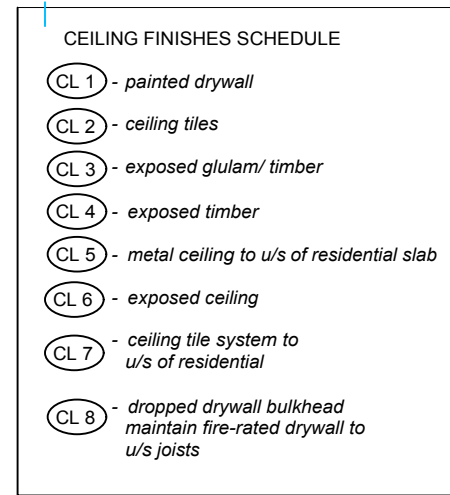 CEILING FINISHES SCHEDULE
CL 1 - painted drywall
CL 2 - ceiling tiles
CL 3 - exposed glulam/ timber
CL 4 - exposed timber
CL 5 - metal ceiling to u/s of residential slab
CL 6 - exposed ceiling
CL 7 - ceiling tile system to
u/s of residential
CL 8 - dropped drywall bulkhead
maintain fire-rated drywall to
u/s joists